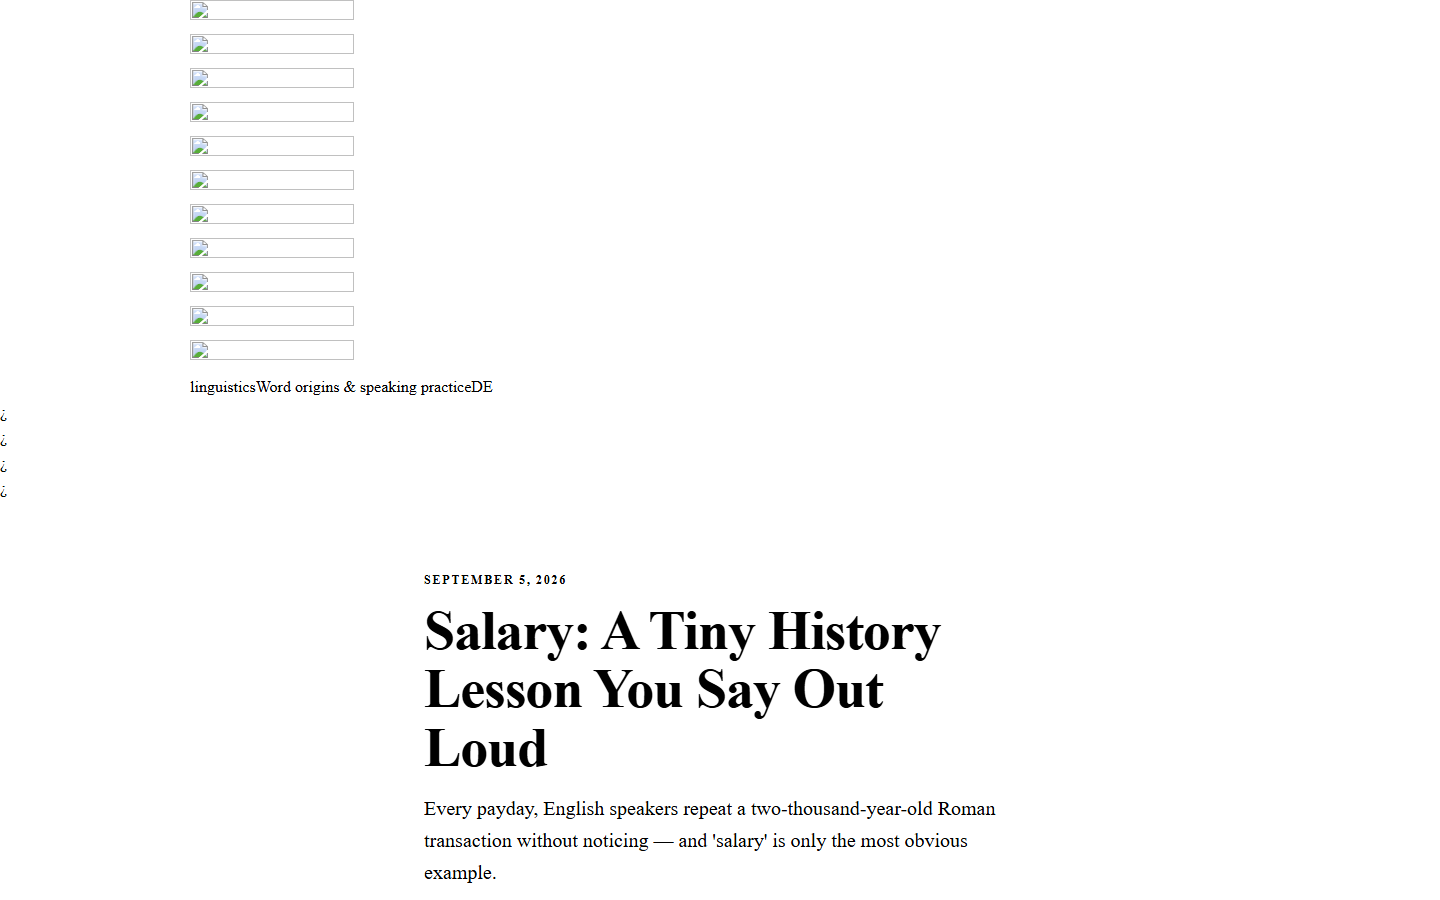 linguisticsWord origins & speaking practiceDE
¿
¿
¿
¿
SEPTEMBER 5, 2026
Salary: A Tiny History
Lesson You Say Out
Loud
Every payday, English speakers repeat a two-thousand-year-old Roman
transaction without noticing — and 'salary' is only the most obvious
example.